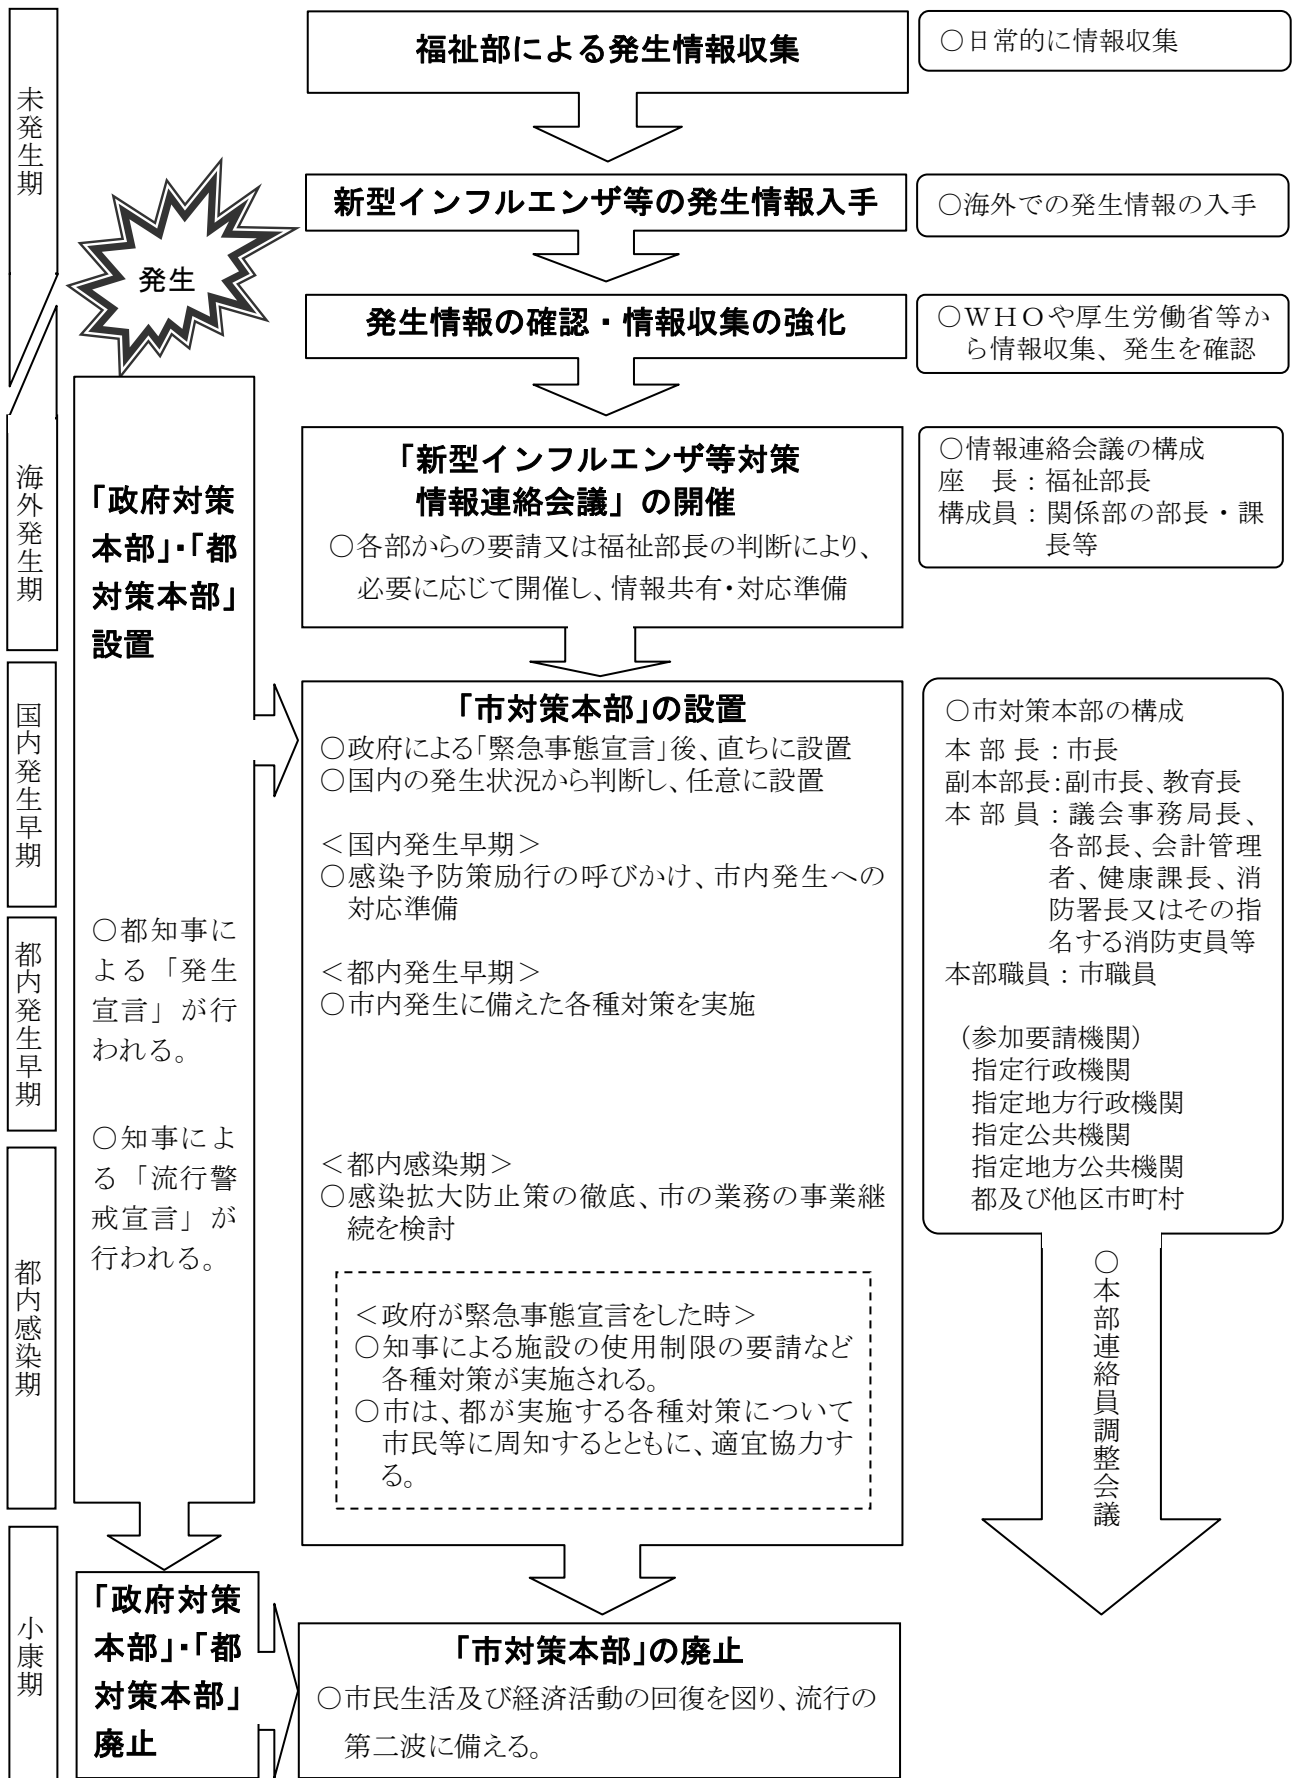 未発生期
福祉部による発生情報収集
○日常的に情報収集
新型インフルエンザ等の発生情報入手
○海外での発生情報の入手
発生
発生情報の確認・情報収集の強化
○WHOや厚生労働省等か
ら情報収集、発生を確認
海外発生期
「政府対策
本部」・「都
対策本部」
設置
「新型インフルエンザ等対策
情報連絡会議」の開催
○各部からの要請又は福祉部長の判断により、
必要に応じて開催し、情報共有・対応準備
○情報連絡会議の構成
座　長：福祉部長
構成員：関係部の部長・課
長等
国内発生早期
「市対策本部」の設置
○政府による「緊急事態宣言」後、直ちに設置
○国内の発生状況から判断し、任意に設置
＜国内発生早期＞
○感染予防策励行の呼びかけ、市内発生への
対応準備
○市対策本部の構成
本 部 長：市長
副本部長：副市長、教育長
本 部 員：議会事務局長、
各部長、会計管理
者、健康課長、消
防署長又はその指
名する消防吏員等
本部職員：市職員
（参加要請機関）
指定行政機関
指定地方行政機関
指定公共機関
指定地方公共機関
都及び他区市町村
都内発生早期
○都知事に
よる「発生
宣言」が行
われる。
＜都内発生早期＞
○市内発生に備えた各種対策を実施
○知事によ
る「流行警
戒宣言」が
行われる。
都内感染期
＜都内感染期＞
○感染拡大防止策の徹底、市の業務の事業継
続を検討
＜政府が緊急事態宣言をした時＞
○知事による施設の使用制限の要請など
各種対策が実施される。
○市は、都が実施する各種対策について
市民等に周知するとともに、適宜協力す
る。
○本部連絡員調整会議
小康期
「政府対策
本部」・「都
対策本部」
廃止
「市対策本部」の廃止
○市民生活及び経済活動の回復を図り、流行の
第二波に備える。